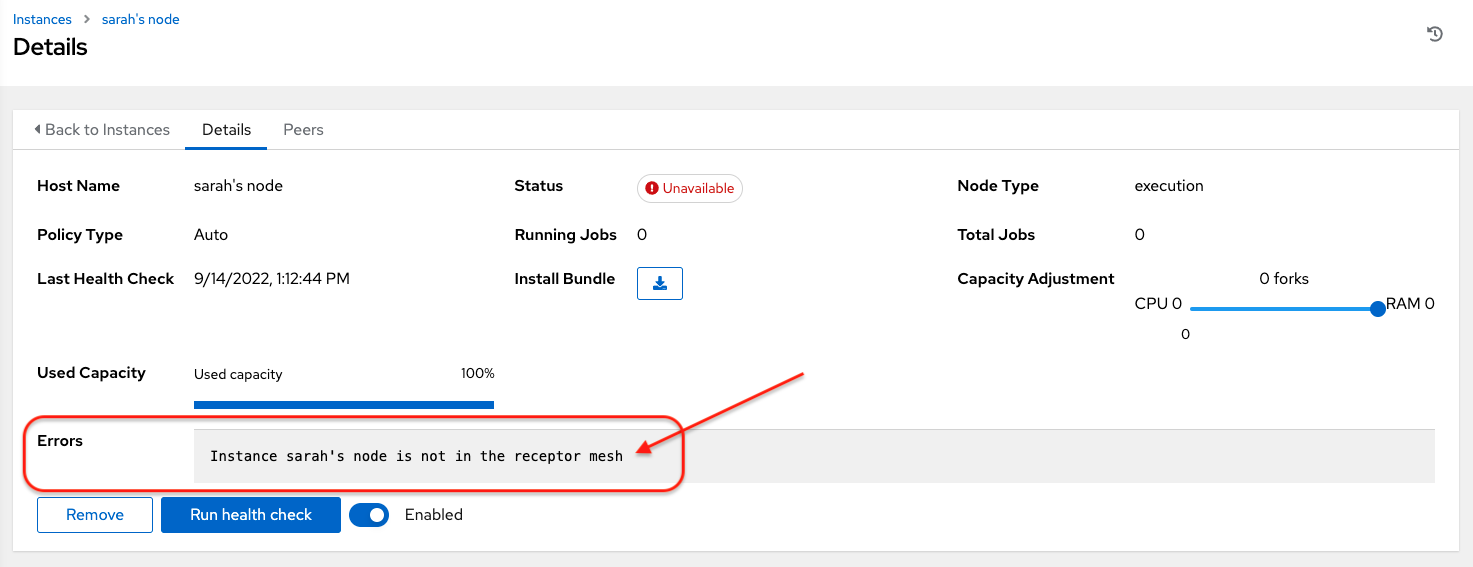 Instances > sarah's node
Details
Back to Instances Details Peers
Host Name sarah's node Status Unavailable Node Type execution
Policy Type Auto Running Jobs 0 Total Jobs 0
Last Health Check 9/14/2022, 1:12:44 PM Install Bundle Capacity Adjustment 0 forks
CPU 0 RAM 0
0
Used Capacity Used capacity 100%
Errors
Instance sarah's node is not in the receptor mesh
Remove Run health check Enabled